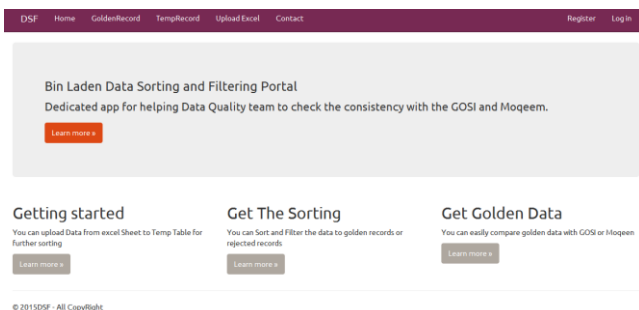 DSF Home GoldenRecord TempRecord Upload Excel Contact Register Log in
Bin Laden Data Sorting and Filtering Portal
Dedicated app for helping Data Quality team to check the consistency with the GOSI and Moqeem.
Learn more »
Getting started
You can upload Data from excel Sheet to Temp Table for
further sorting
Learn more »
Get The Sorting
You can Sort and Filter the data to golden records or
rejected records
Learn more »
Get Golden Data
You can easily compare golden data with GOSI or Moqeen
Learn more »
© 2015DSF - All CopyRight